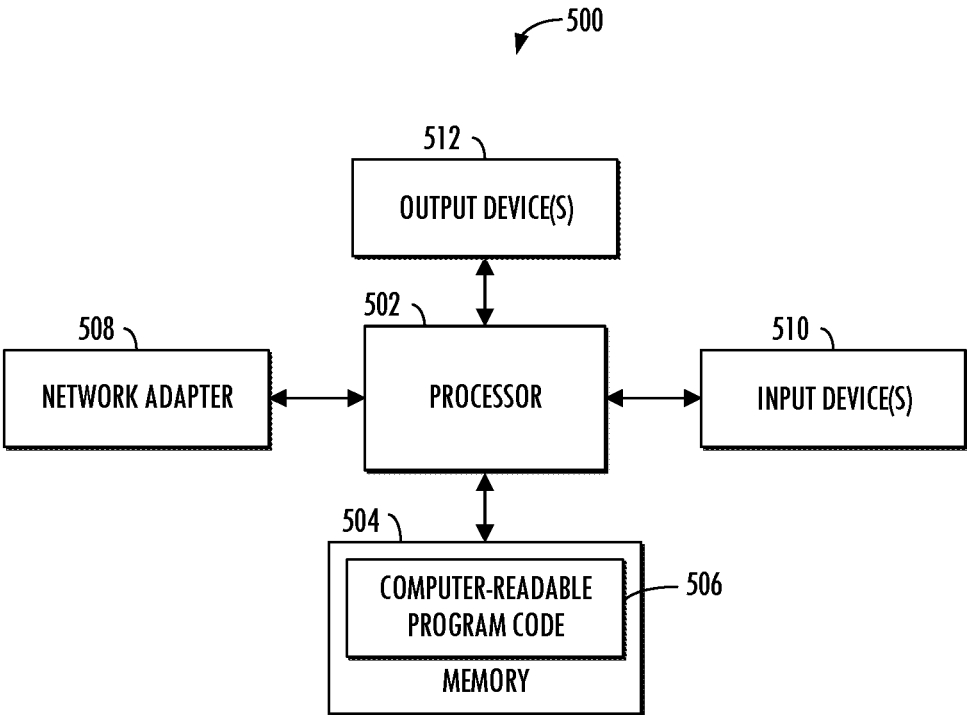 500
512
OUTPUT DEVICE(S)
502
PROCESSOR
508
NETWORK ADAPTER
510
INPUT DEVICE(S)
504
COMPUTER-READABLE
PROGRAM CODE
506
MEMORY